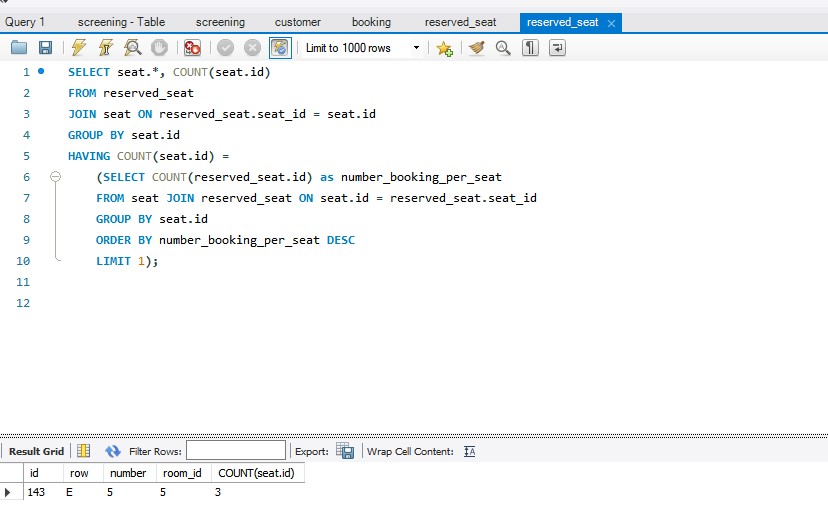 Query 1 screening - Table screening customer booking reserved_seat reserved_seat
Limit to 1000 rows
1 SELECT seat.*, COUNT(seat.id)
2 FROM reserved_seat
3 JOIN seat ON reserved_seat.seat_id = seat.id
4 GROUP BY seat.id
5 HAVING COUNT(seat.id) =
6 (SELECT COUNT(reserved_seat.id) as number_booking_per_seat
7 FROM seat JOIN reserved_seat ON seat.id = reserved_seat.seat_id
8 GROUP BY seat.id
9 ORDER BY number_booking_per_seat DESC
10 LIMIT 1);
11
12
Result Grid Filter Rows: Export: Wrap Cell Content:
id row number room_id COUNT(seat.id)
143 E 5 5 3